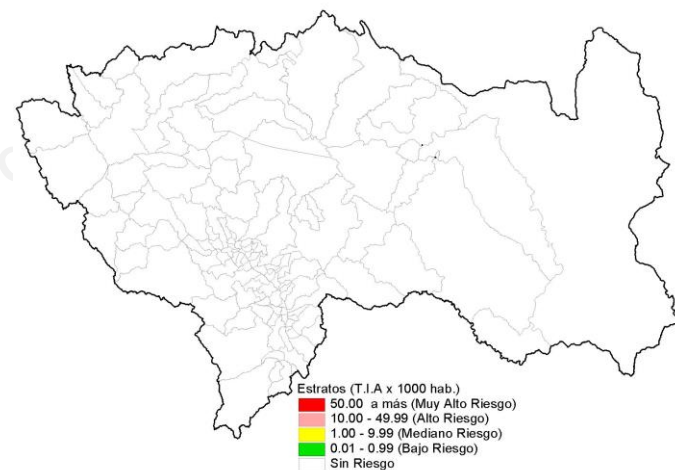 Estratos (T.I.A x 1000 hab.)
50.00 a más (Muy Alto Riesgo)
10.00 - 49.99 (Alto Riesgo)
1.00 - 9.99 (Mediano Riesgo)
0.01 - 0.99 (Bajo Riesgo)
Sin Riesgo